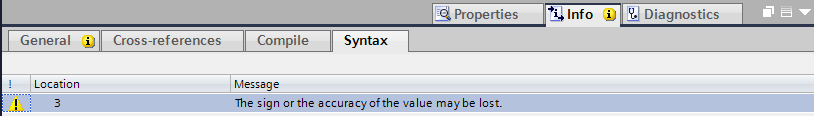 Properties Info Diagnostics
General Cross-references Compile Syntax
! Location Message
3 The sign or the accuracy of the value may be lost.